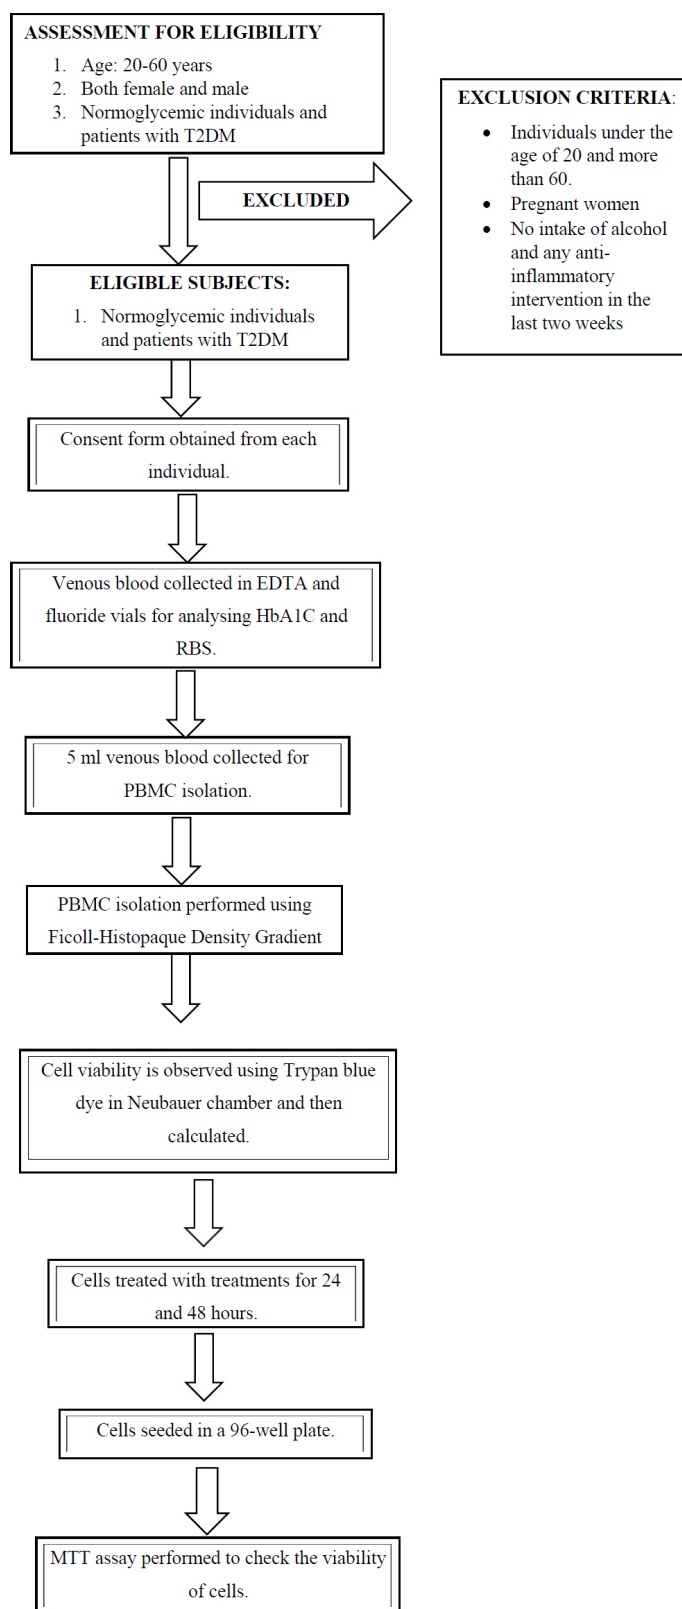 ASSESSMENT FOR ELIGIBILITY
1. Age: 20-60 years
2. Both female and male
3. Normoglycemic individuals and
patients with T2DM
EXCLUDED
EXCLUSION CRITERIA:
• Individuals under the
age of 20 and more
than 60.
• Pregnant women
• No intake of alcohol
and any anti-
inflammatory
intervention in the
last two weeks
ELIGIBLE SUBJECTS:
1. Normoglycemic individuals
and patients with T2DM
Consent form obtained from each
individual.
Venous blood collected in EDTA and
fluoride vials for analysing HbA1C and
RBS.
5 ml venous blood collected for
PBMC isolation.
PBMC isolation performed using
Ficoll-Histopaque Density Gradient
Cell viability is observed using Trypan blue
dye in Neubauer chamber and then
calculated.
Cells treated with treatments for 24
and 48 hours.
Cells seeded in a 96-well plate.
MTT assay performed to check the viability
of cells.